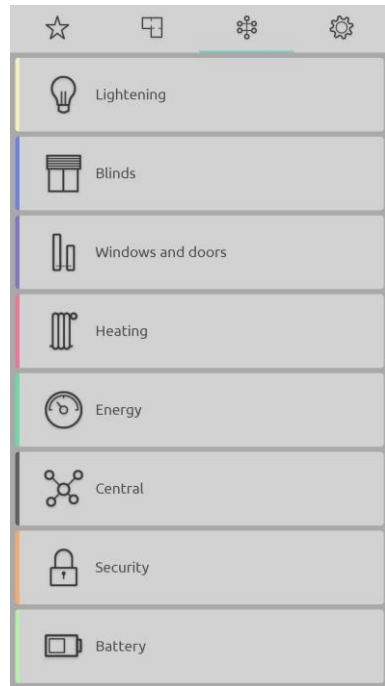 Lightening
Blinds
Windows and doors
Heating
Energy
Central
Security
Battery